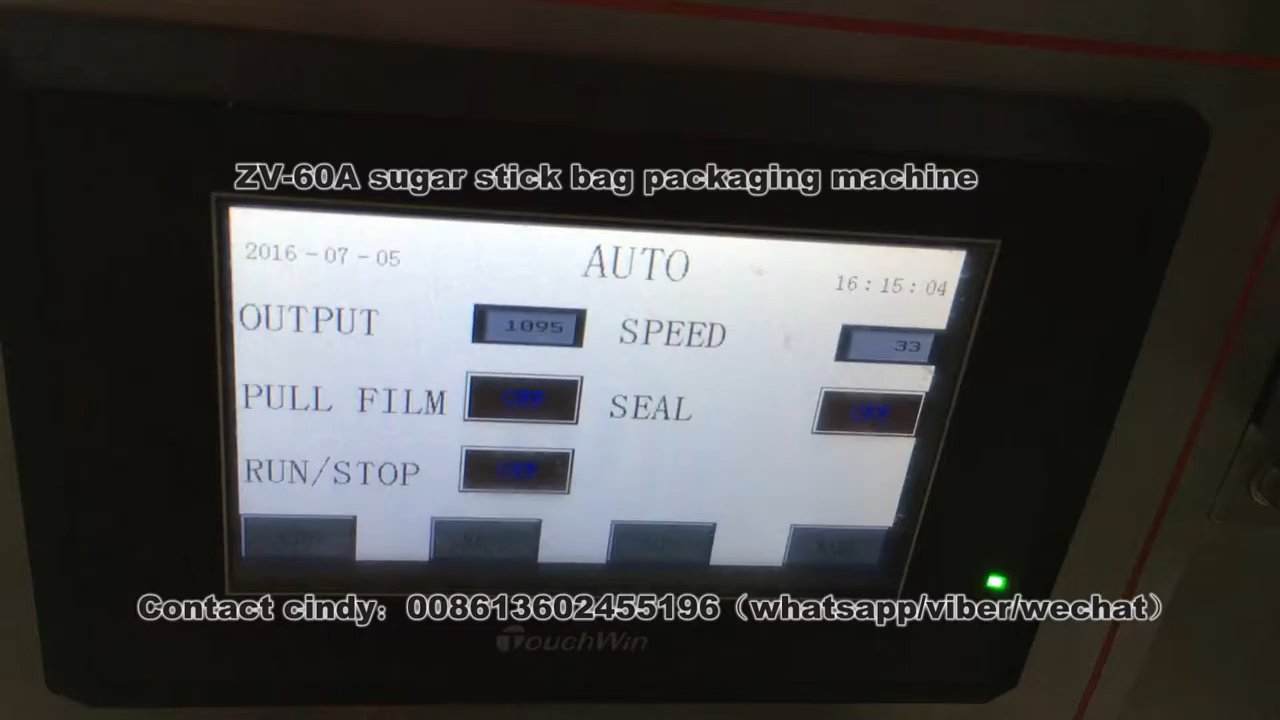 ZV-60A sugar stick bag packaging machine
2016-07-05 AUTO 16:15:04
OUTPUT 1095 SPEED 33
PULL FILM OFF SEAL OFF
RUN/STOP OFF
Contact cindy: 008613602455196（whatsapp/viber/wechat）
TouchWin